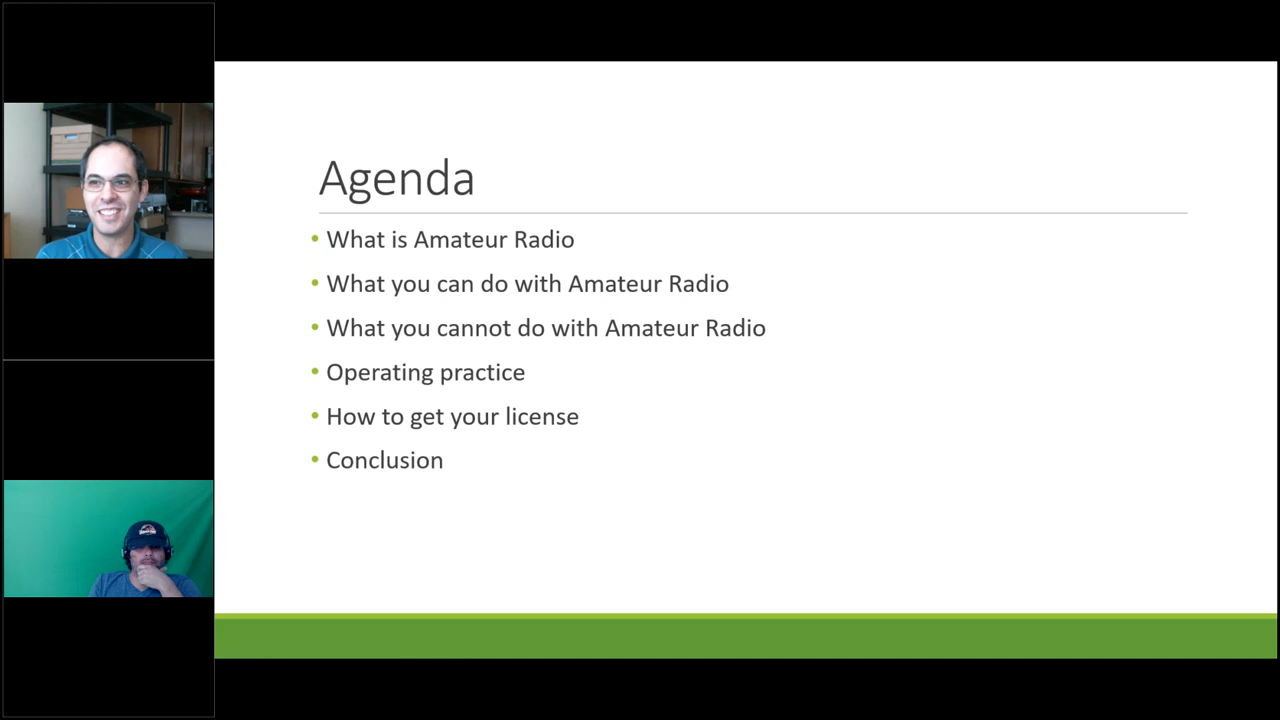 Agenda
• What is Amateur Radio
• What you can do with Amateur Radio
• What you cannot do with Amateur Radio
• Operating practice
• How to get your license
• Conclusion